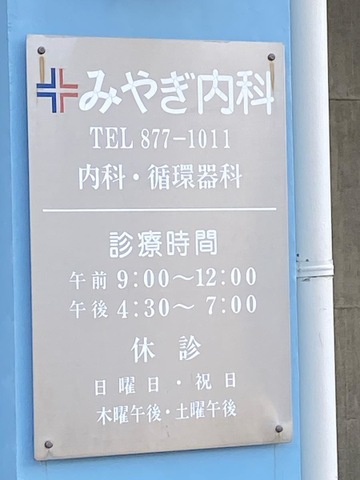 みやぎ内科
TEL 877-1011
内科・循環器科
診療時間
午前 9:00〜12:00
午後 4:30〜 7:00
休診
日曜日・祝日
木曜午後・土曜午後